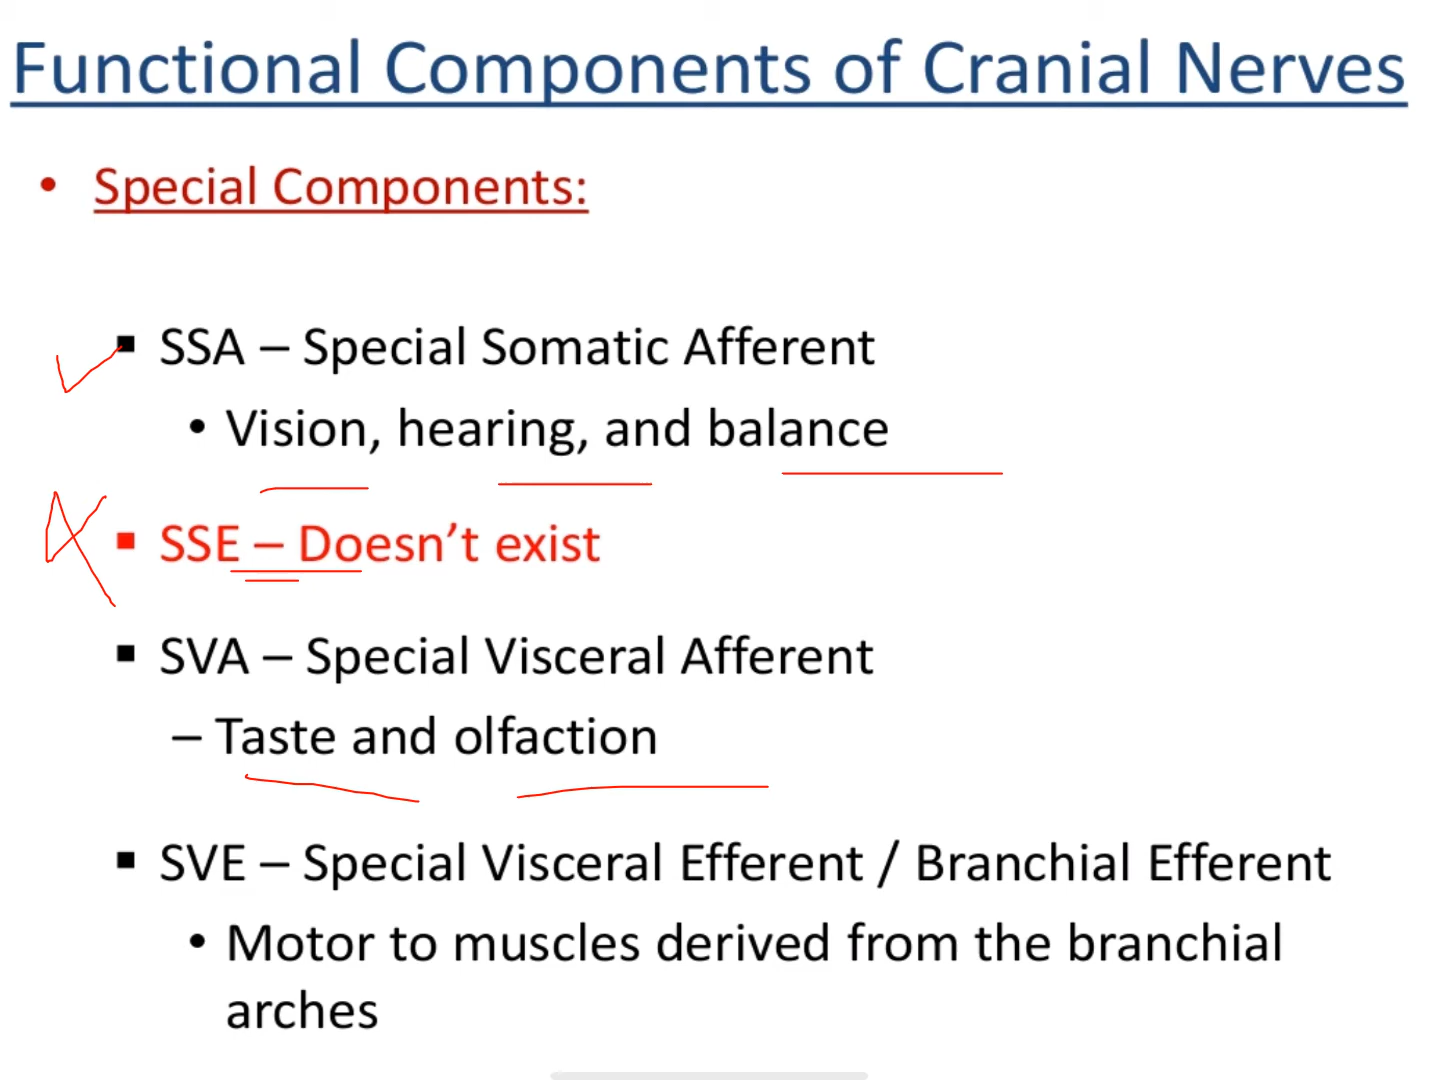 Functional Components of Cranial Nerves
• Special Components:
▪ SSA – Special Somatic Afferent
• Vision, hearing, and balance
▪ SSE – Doesn’t exist
▪ SVA – Special Visceral Afferent
– Taste and olfaction
▪ SVE – Special Visceral Efferent / Branchial Efferent
• Motor to muscles derived from the branchial
arches